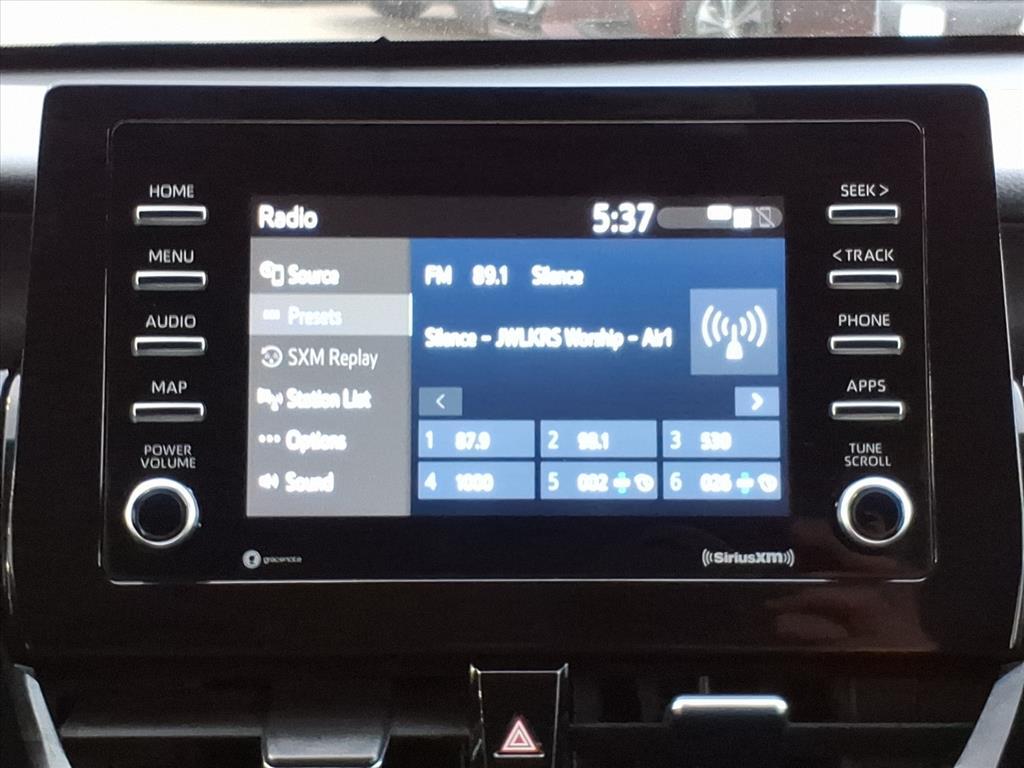 HOME
MENU
AUDIO
MAP
POWER
VOLUME
Radio
5:37
Source
Presets
SXM Replay
Station List
Options
Sound
FM 89.1 Silence
Silence - JWLKRS Worship - Air1
<
>
1 87.9
2 98.1
3 530
4 1000
5 002
6 026
SEEK >
< TRACK
PHONE
APPS
TUNE
SCROLL
gracenote
SiriusXM